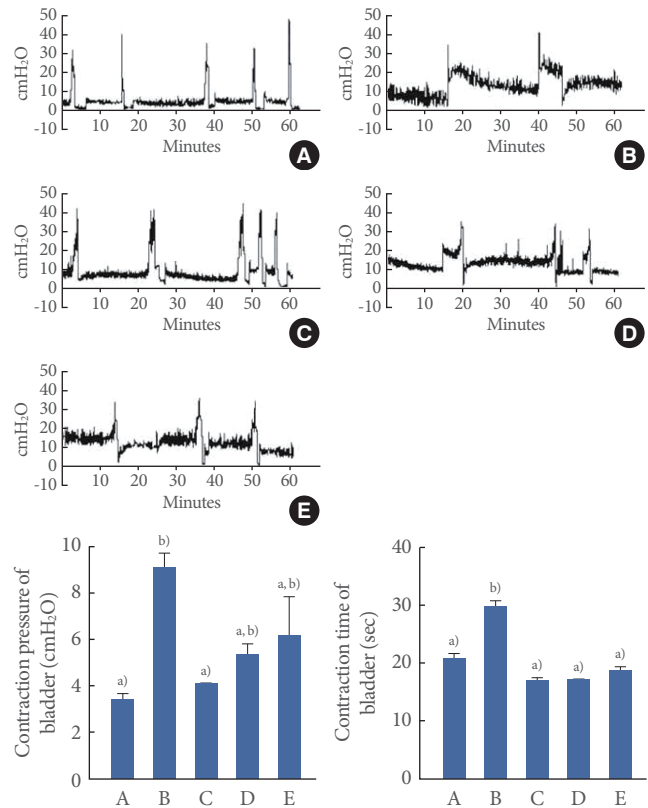 cmH₂O
50
40
30
20
10
0
-10
10 20 30 40 50 60
Minutes
A
cmH₂O
50
40
30
20
10
0
-10
10 20 30 40 50 60
Minutes
B
cmH₂O
50
40
30
20
10
0
-10
10 20 30 40 50 60
Minutes
C
cmH₂O
50
40
30
20
10
0
-10
10 20 30 40 50 60
Minutes
D
cmH₂O
50
40
30
20
10
0
-10
10 20 30 40 50 60
Minutes
E
Contraction pressure of
bladder (cmH₂O)
10
8
6
4
2
0
a) b) a) a, b) a, b)
A B C D E
Contraction time of
bladder (sec)
40
30
20
10
0
a) b) a) a) a)
A B C D E